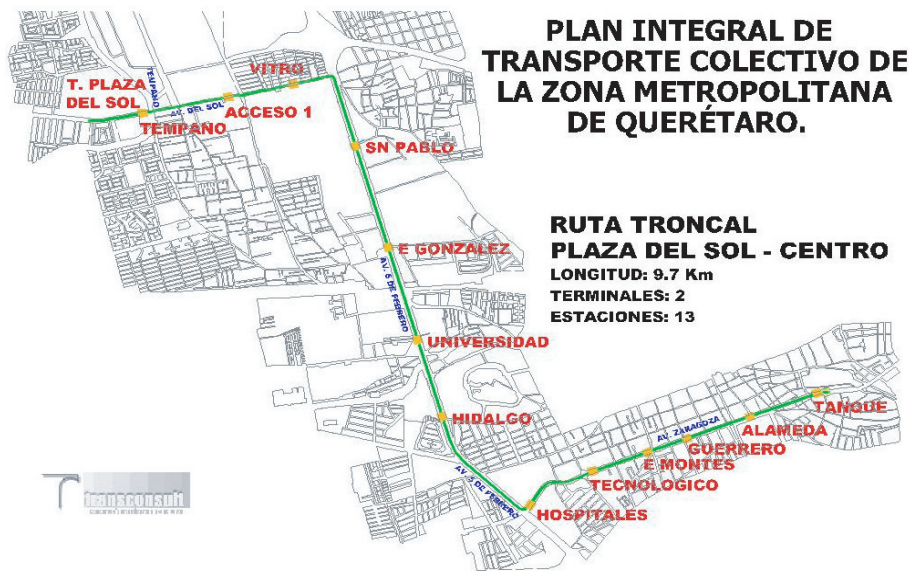 PLAN INTEGRAL DE
TRANSPORTE COLECTIVO DE
LA ZONA METROPOLITANA
DE QUERÉTARO.
RUTA TRONCAL
PLAZA DEL SOL - CENTRO
LONGITUD: 9.7 Km
TERMINALES: 2
ESTACIONES: 13
T. PLAZA
DEL SOL
TEMPANO
TEMPANO
AV. DEL SOL
ACCESO 1
VITRO
SN PABLO
E GONZALEZ
AV. 5 DE FEBRERO
UNIVERSIDAD
HIDALGO
AV. 5 DE FEBRERO
HOSPITALES
TECNOLOGICO
E MONTES
AV. ZARAGOZA
GUERRERO
ALAMEDA
TANQUE
transconsult